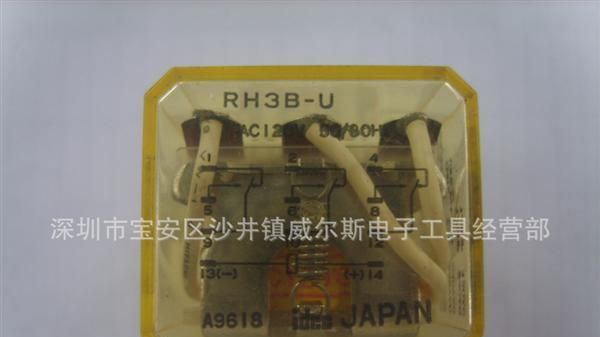 RH3B-U
AC120V 50/60Hz
1 2 4
5 6 8
深圳市宝安区沙井镇威尔斯电子工具经营部
9 12
13(-) (+)14
A9618 idec JAPAN